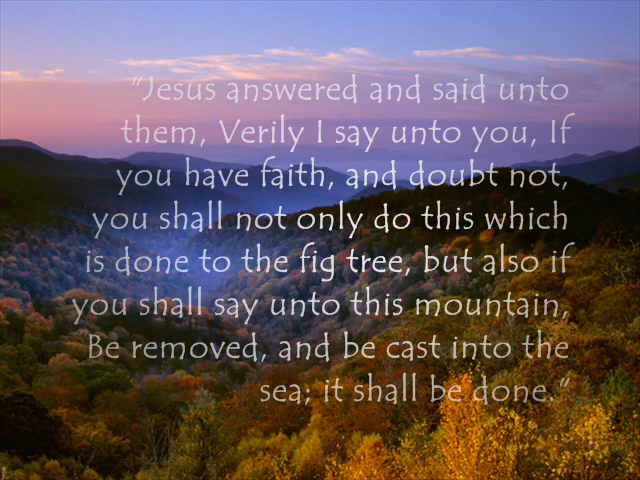 "Jesus answered and said unto
them, Verily I say unto you, If
you have faith, and doubt not,
you shall not only do this which
is done to the fig tree, but also if
you shall say unto this mountain,
Be removed, and be cast into the
sea; it shall be done."